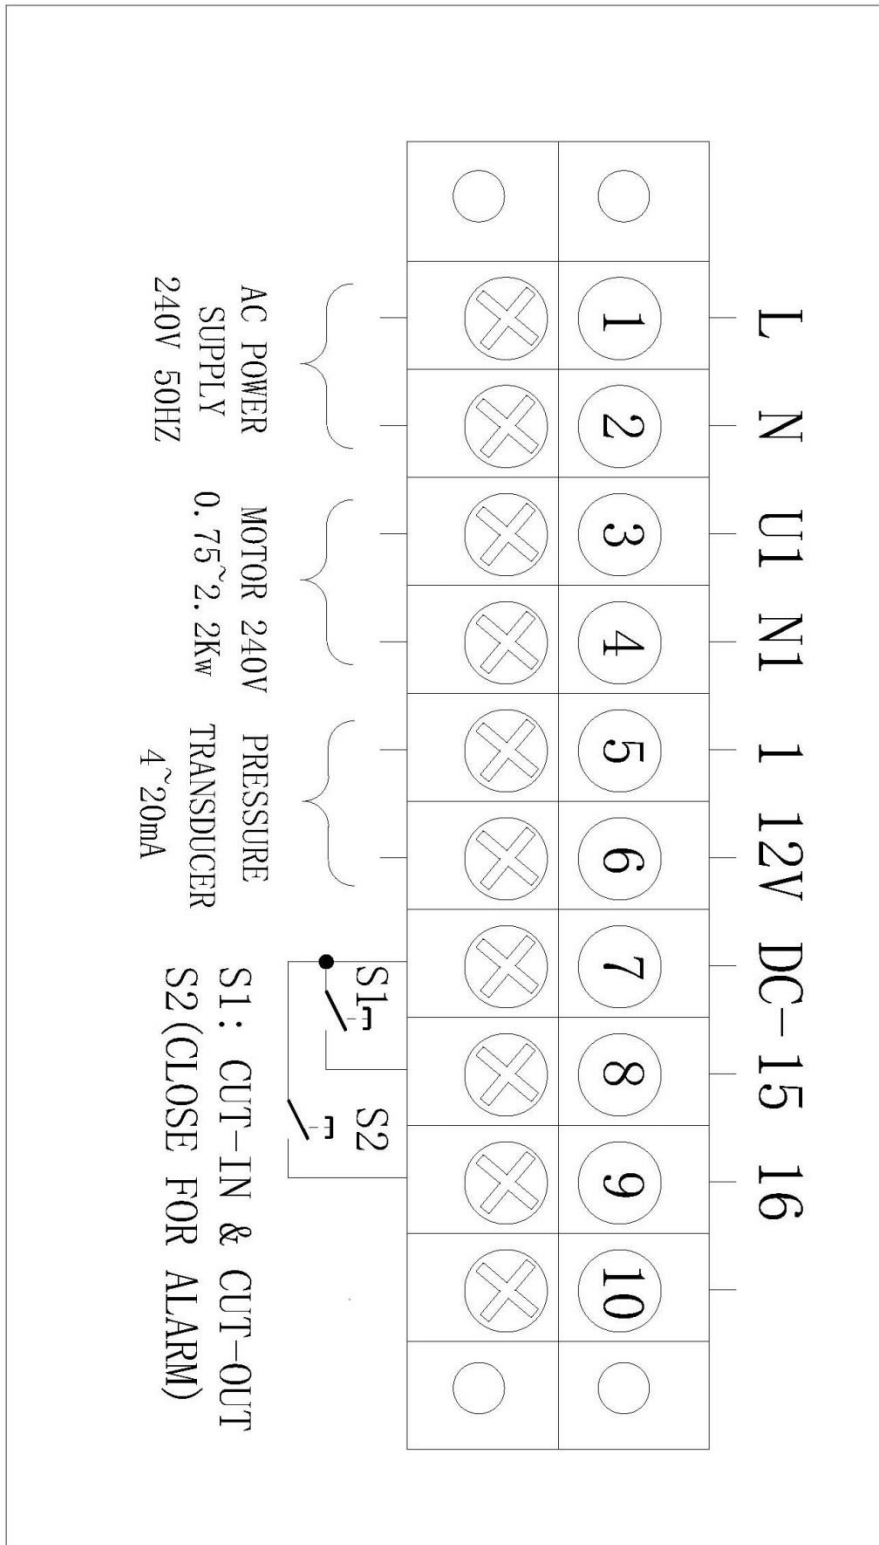 L N U1 N1 1 12V DC-15 16
1 2 3 4 5 6 7 8 9 10
S1 S2
AC POWER
SUPPLY
240V 50HZ
MOTOR 240V
0.75~2.2Kw
PRESSURE
TRANSDUCER
4~20mA
S1: CUT-IN & CUT-OUT
S2(CLOSE FOR ALARM)